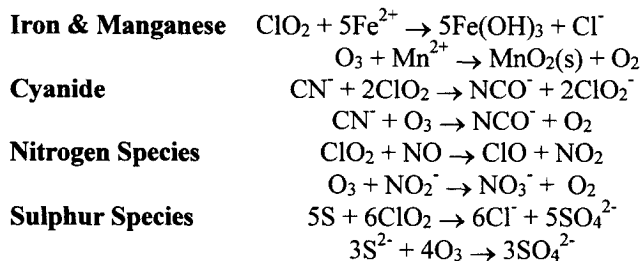 Iron & Manganese ClO₂ + 5Fe²⁺ → 5Fe(OH)₃ + Cl⁻
O₃ + Mn²⁺ → MnO₂(s) + O₂
Cyanide CN⁻ + 2ClO₂ → NCO⁻ + 2ClO₂⁻
CN⁻ + O₃ → NCO⁻ + O₂
Nitrogen Species ClO₂ + NO → ClO + NO₂
O₃ + NO₂⁻ → NO₃⁻ + O₂
Sulphur Species 5S + 6ClO₂ → 6Cl⁻ + 5SO₄²⁻
3S²⁻ + 4O₃ → 3SO₄²⁻